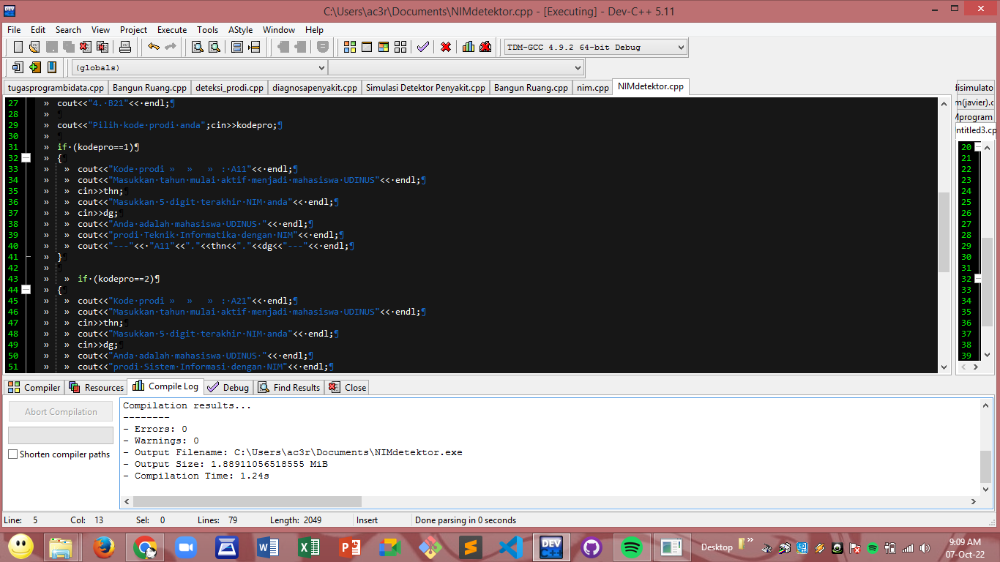 C:\Users\ac3r\Documents\NIMdetektor.cpp - [Executing] - Dev-C++ 5.11
File Edit Search View Project Execute Tools AStyle Window Help
TDM-GCC 4.9.2 64-bit Debug
(globals)
tugasprogrambidata.cpp Bangun Ruang.cpp deteksi_prodi.cpp diagnosapenyakit.cpp Simulasi Detektor Penyakit.cpp Bangun Ruang.cpp nim.cpp NIMdetektor.cpp
27 » cout<<"4.·B21"<<·endl;¶
28 » ¶
29 » cout<<"Pilih·kode·prodi·anda";cin>>kodepro;¶
30 » ¶
31 » if·(kodepro==1)¶
32 » {¶
33 » » cout<<"Kode·prodi » » » :·A11"<<·endl;¶
34 » » cout<<"Masukkan·tahun·mulai·aktif·menjadi·mahasiswa·UDINUS"<<·endl;¶
35 » » cin>>thn;¶
36 » » cout<<"Masukkan·5·digit·terakhir·NIM·anda"<<·endl;¶
37 » » cin>>dg;¶
38 » » cout<<"Anda·adalah·mahasiswa·UDINUS·"<<·endl;¶
39 » » cout<<"prodi·Teknik·Informatika·dengan·NIM"<<·endl;¶
40 » » cout<<"---"<<·"A11"<<"."<<thn<<"."<<dg<<"---"<<·endl;¶
41 » }¶
42 » ¶
43 » » if·(kodepro==2)¶
44 » {¶
45 » » cout<<"Kode·prodi » » » :·A21"<<·endl;¶
46 » » cout<<"Masukkan·tahun·mulai·aktif·menjadi·mahasiswa·UDINUS"<<·endl;¶
47 » » cin>>thn;¶
48 » » cout<<"Masukkan·5·digit·terakhir·NIM·anda"<<·endl;¶
49 » » cin>>dg;¶
50 » » cout<<"Anda·adalah·mahasiswa·UDINUS·"<<·endl;¶
51 » » cout<<"prodi·Sistem·Informasi·dengan·NIM"<<·endl;¶
disimulato
m(javier).c
Mprogram
ntitled3.cp
20
21
22
23
24
25
26
27
28
29
30
31
32
33
34
35
36
37
38
39
Compiler Resources Compile Log Debug Find Results Close
Abort Compilation
Shorten compiler paths
Compilation results...
--------
- Errors: 0
- Warnings: 0
- Output Filename: C:\Users\ac3r\Documents\NIMdetektor.exe
- Output Size: 1.88911056518555 MiB
- Compilation Time: 1.24s
Line: 5 Col: 13 Sel: 0 Lines: 79 Length: 2049 Insert Done parsing in 0 seconds
Desktop
9:09 AM
07-Oct-22